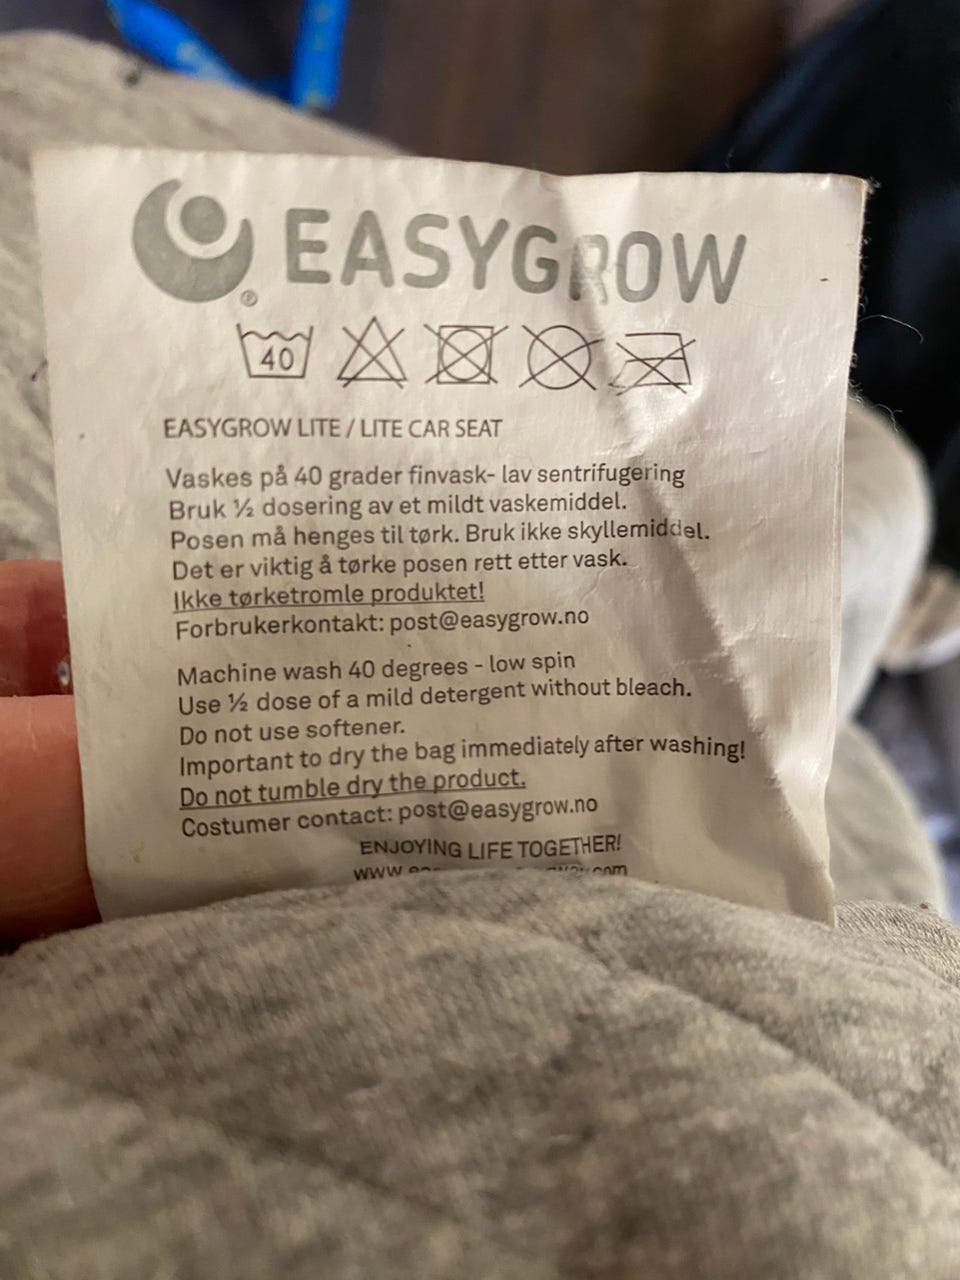 EASYGROW
®
40
EASYGROW LITE / LITE CAR SEAT
Vaskes på 40 grader finvask- lav sentrifugering
Bruk ½ dosering av et mildt vaskemiddel.
Posen må henges til tørk. Bruk ikke skyllemiddel.
Det er viktig å tørke posen rett etter vask.
Ikke tørketromle produktet!
Forbrukerkontakt: post@easygrow.no
Machine wash 40 degrees - low spin
Use ½ dose of a mild detergent without bleach.
Do not use softener.
Important to dry the bag immediately after washing!
Do not tumble dry the product.
Costumer contact: post@easygrow.no
ENJOYING LIFE TOGETHER!
www